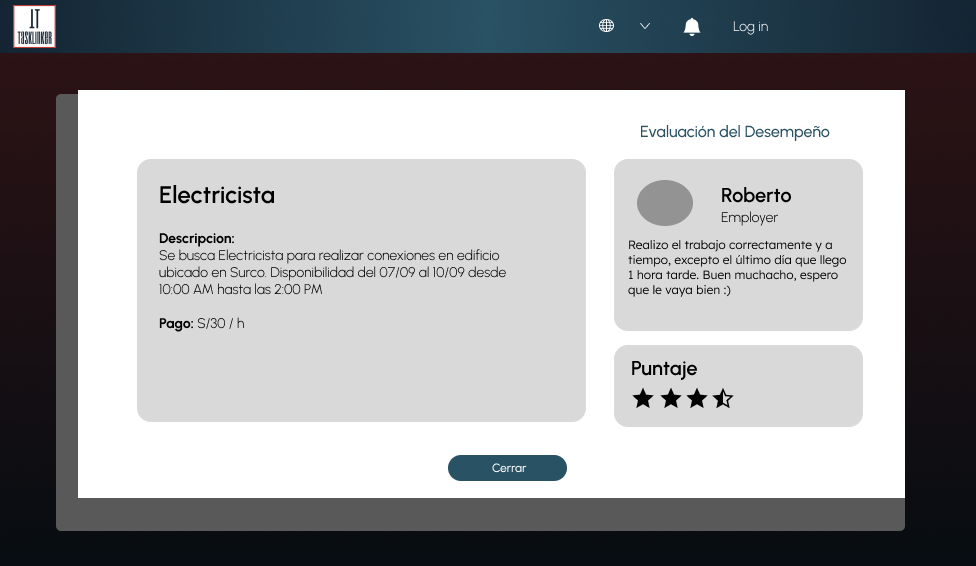 IT
TASKLINKER
Log in
Evaluación del Desempeño
Electricista
Descripcion:
Se busca Electricista para realizar conexiones en edificio
ubicado en Surco. Disponibilidad del 07/09 al 10/09 desde
10:00 AM hasta las 2:00 PM
Pago: S/30 / h
Roberto
Employer
Realizo el trabajo correctamente y a
tiempo, excepto el último día que llego
1 hora tarde. Buen muchacho, espero
que le vaya bien :)
Puntaje
Cerrar